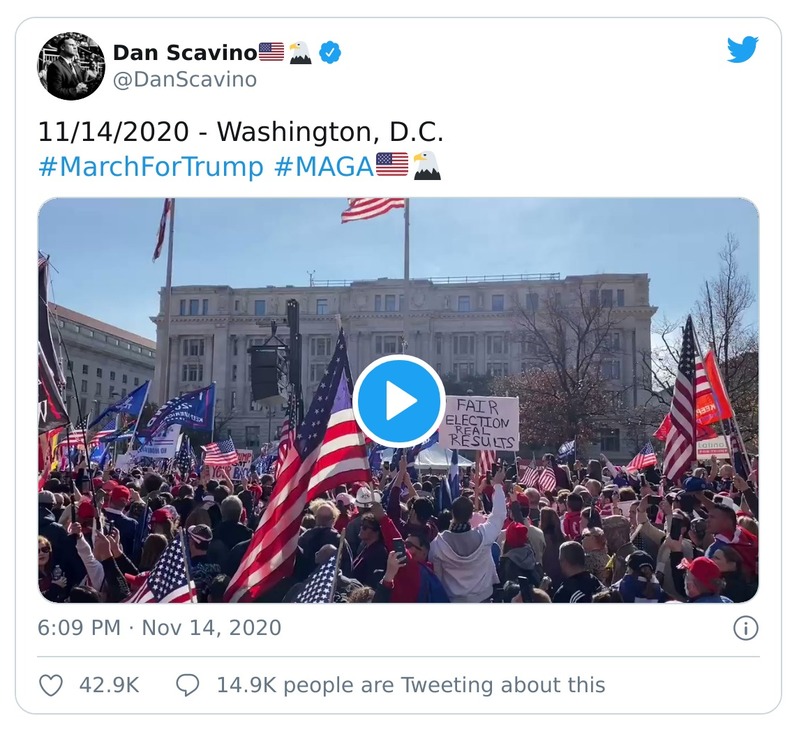 Dan Scavino🇺🇸🦅
@DanScavino
11/14/2020 - Washington, D.C.
#MarchForTrump #MAGA🇺🇸🦅
FAIR
ELECTION
REAL
RESULTS
KEEP
6:09 PM · Nov 14, 2020
42.9K
14.9K people are Tweeting about this